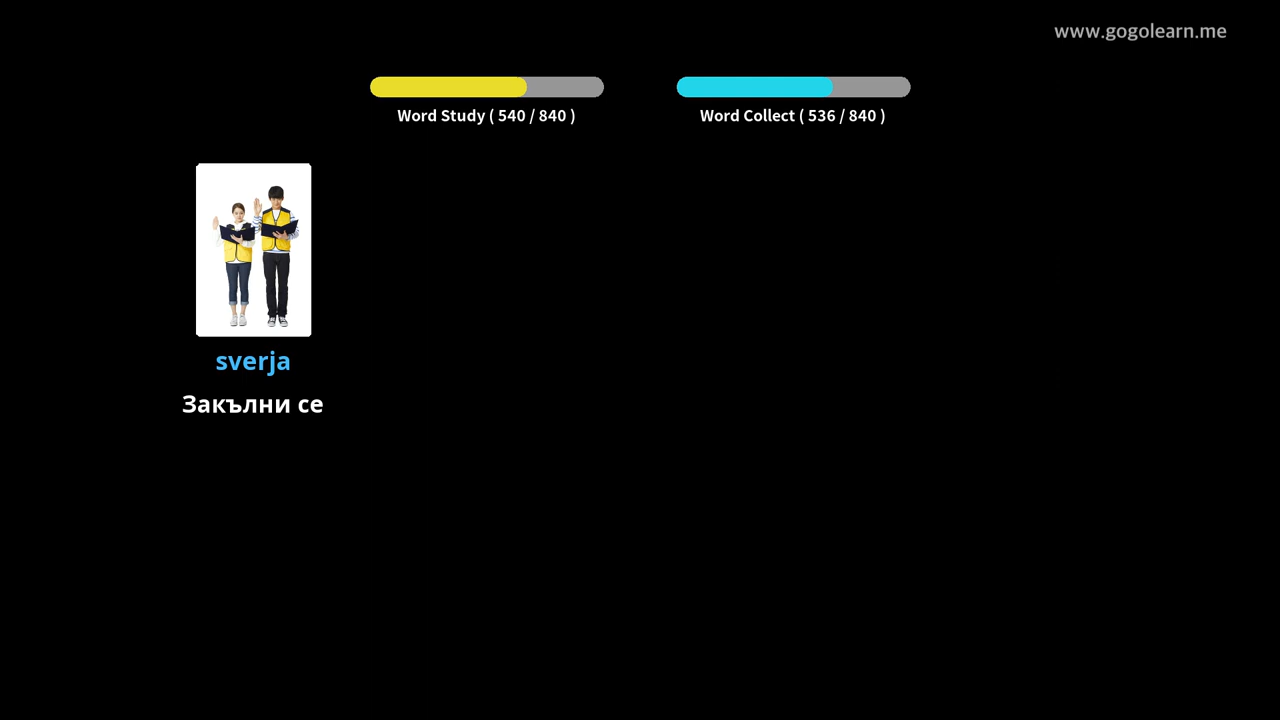 www.gogolearn.me
Word Study ( 540 / 840 )
Word Collect ( 536 / 840 )
sverja
Закълни се